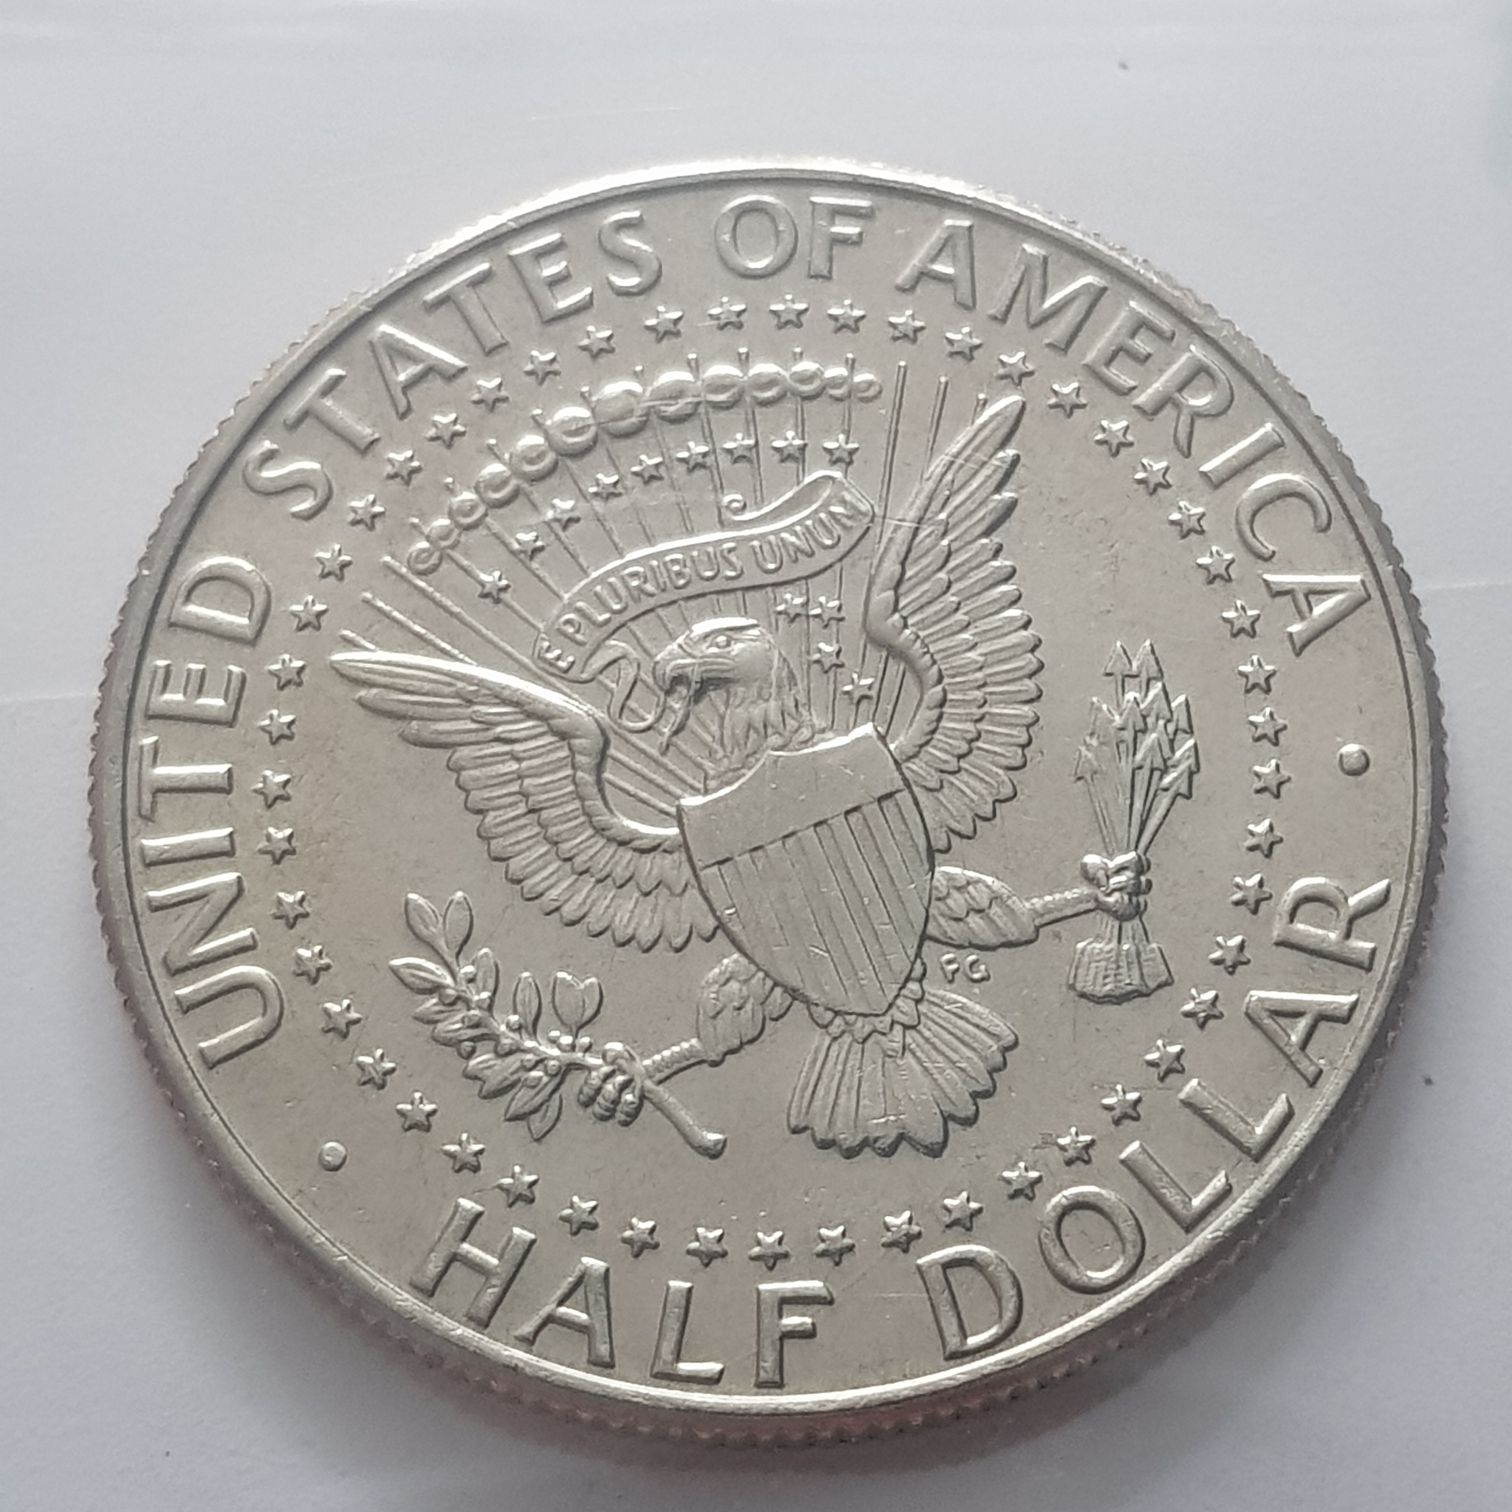 UNITED STATES OF AMERICA
E PLURIBUS UNUM
FG
• HALF DOLLAR •